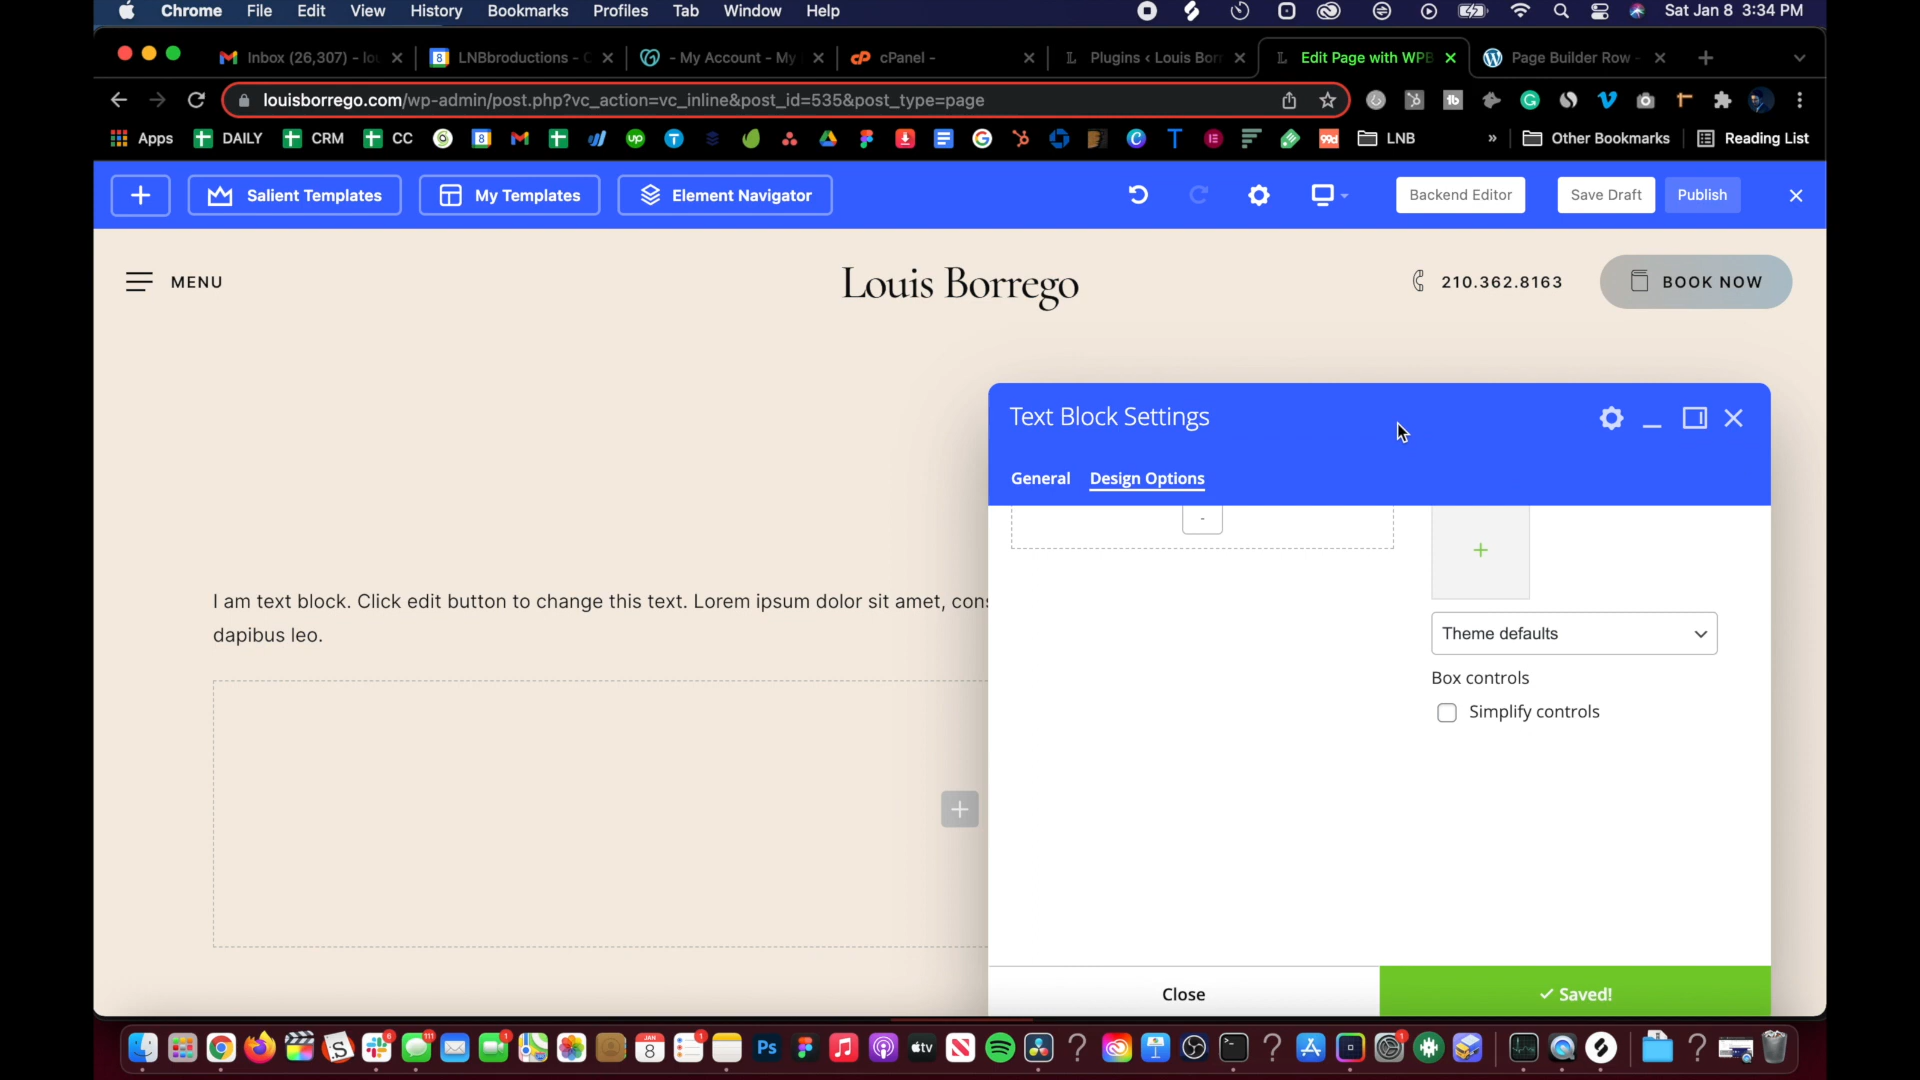 Chrome File Edit View History Bookmarks Profiles Tab Window Help Sat Jan 8 3:34 PM
Inbox (26,307) - lou LNBbroductions - C - My Account - My cPanel - Plugins ‹ Louis Borr Edit Page with WPB Page Builder Row -
louisborrego.com/wp-admin/post.php?vc_action=vc_inline&post_id=535&post_type=page
Apps DAILY CRM CC LNB » Other Bookmarks Reading List
Salient Templates My Templates Element Navigator Backend Editor Save Draft Publish
MENU Louis Borrego 210.362.8163 BOOK NOW
Text Block Settings
General Design Options
-
I am text block. Click edit button to change this text. Lorem ipsum dolor sit amet, cons
dapibus leo.
Theme defaults
Box controls
Simplify controls
Close Saved!